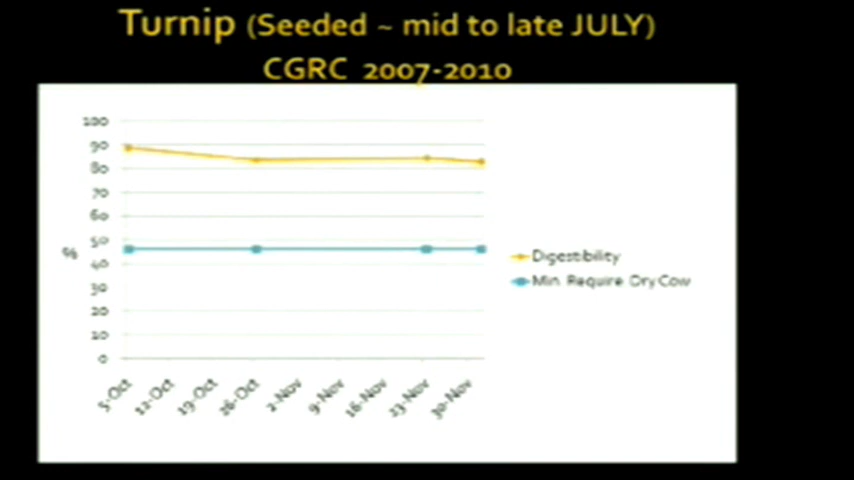 Turnip (Seeded ~ mid to late JULY)
CGRC 2007-2010
100
90
80
70
60
50
40
30
20
10
0
%
5-Oct
12-Oct
19-Oct
26-Oct
2-Nov
9-Nov
16-Nov
23-Nov
30-Nov
Digestibility
Min. Require Dry Cow